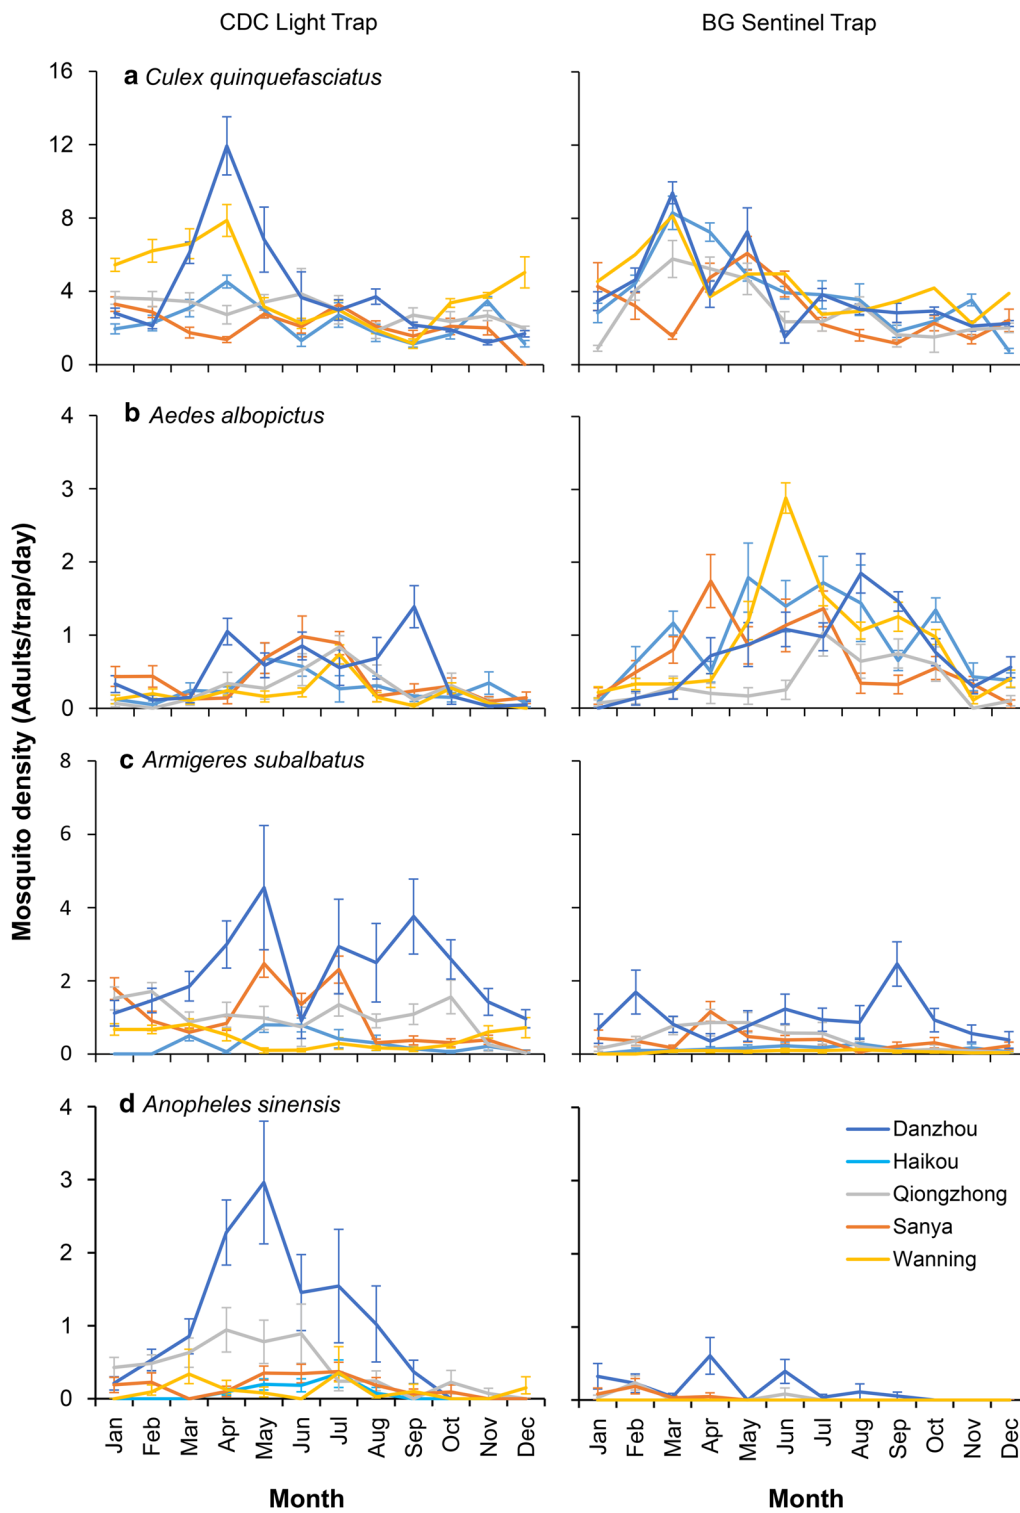 CDC Light Trap
BG Sentinel Trap
Mosquito density (Adults/trap/day)
a Culex quinquefasciatus
16
12
8
4
0
b Aedes albopictus
4
3
2
1
0
c Armigeres subalbatus
8
6
4
2
0
d Anopheles sinensis
4
3
2
1
0
Danzhou
Haikou
Qiongzhong
Sanya
Wanning
Jan Feb Mar Apr May Jun Jul Aug Sep Oct Nov Dec
Jan Feb Mar Apr May Jun Jul Aug Sep Oct Nov Dec
Month
Month